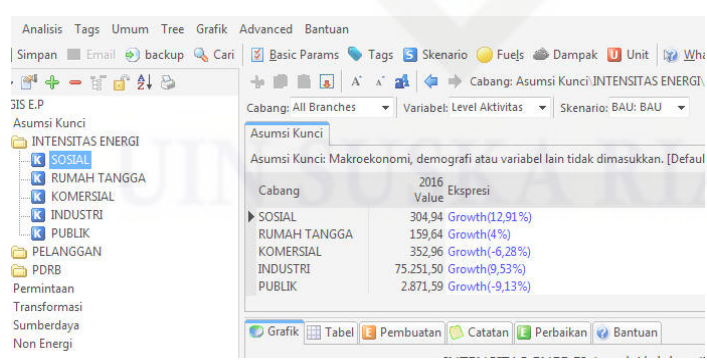 Analisis Tags Umum Tree Grafik Advanced Bantuan
Simpan Email backup Cari Basic Params Tags Skenario Fuels Dampak Unit
Cabang: Asumsi Kunci\INTENSITAS ENERGI\
GIS E.P
Cabang: All Branches Variabel: Level Aktivitas Skenario: BAU: BAU
Asumsi Kunci
INTENSITAS ENERGI
SOSIAL
RUMAH TANGGA
KOMERSIAL
INDUSTRI
PUBLIK
PELANGGAN
PDRB
Permintaan
Transformasi
Sumberdaya
Non Energi
Asumsi Kunci
Asumsi Kunci: Makroekonomi, demografi atau variabel lain tidak dimasukkan. [Defaul
Cabang 2016 Value Ekspresi
SOSIAL 304,94 Growth(12,91%)
RUMAH TANGGA 159,64 Growth(4%)
KOMERSIAL 352,96 Growth(-6,28%)
INDUSTRI 75.251,50 Growth(9,53%)
PUBLIK 2.871,59 Growth(-9,13%)
Grafik Tabel Pembuatan Catatan Perbaikan Bantuan
UIN SUSKA RIA